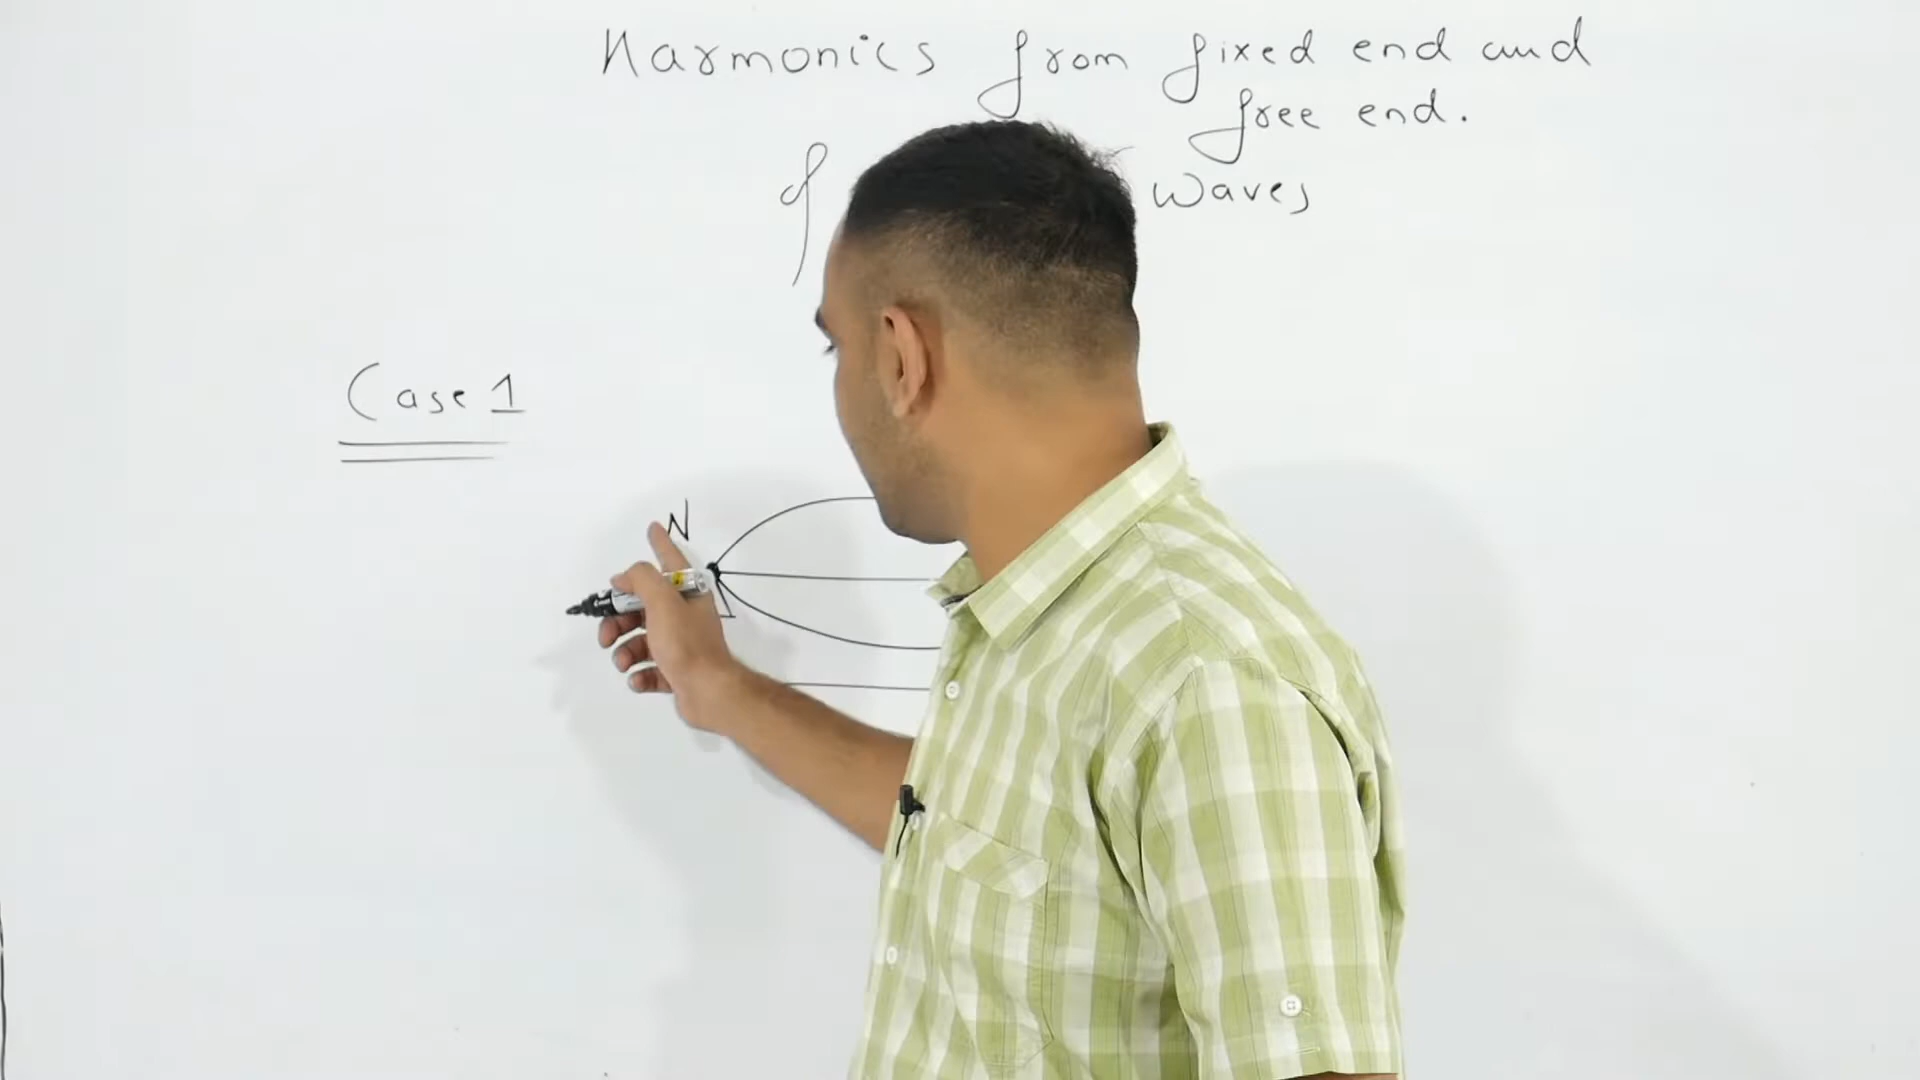 Harmonics from fixed end and
free end.
of waves
Case 1
N